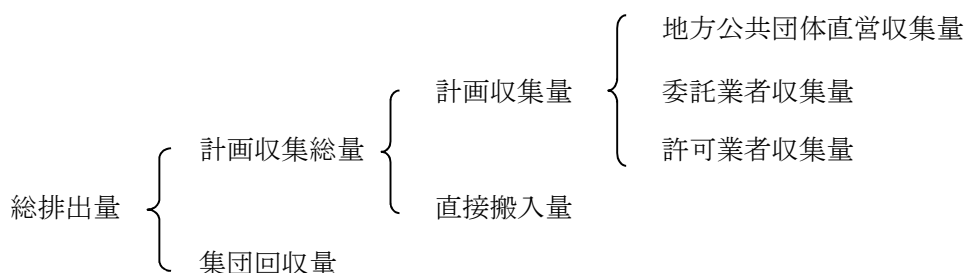 地方公共団体直営収集量
計画収集量
委託業者収集量
計画収集総量
許可業者収集量
総排出量
直接搬入量
集団回収量